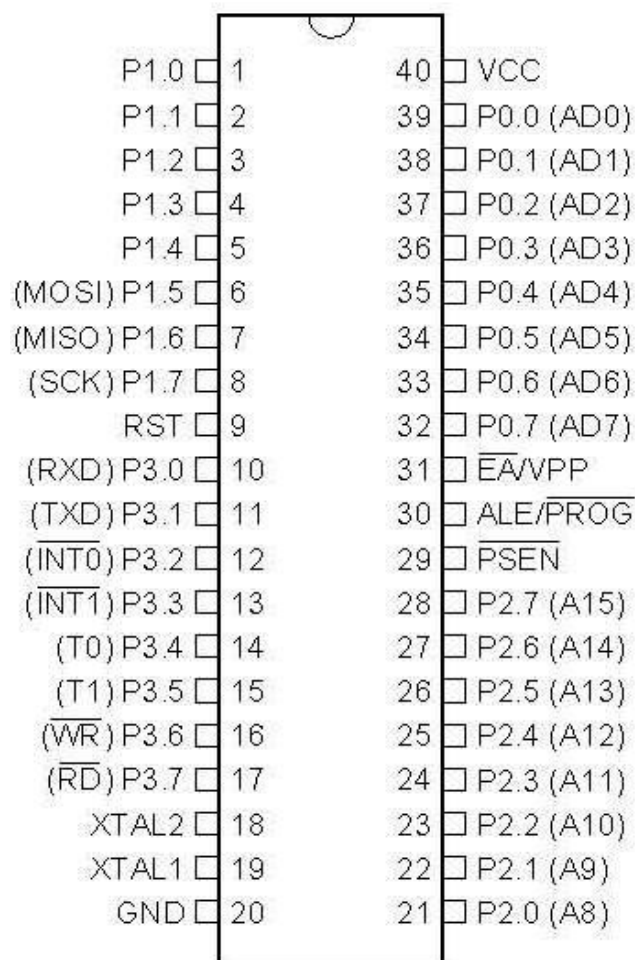 P1.0 1 40 VCC
P1.1 2 39 P0.0 (AD0)
P1.2 3 38 P0.1 (AD1)
P1.3 4 37 P0.2 (AD2)
P1.4 5 36 P0.3 (AD3)
(MOSI) P1.5 6 35 P0.4 (AD4)
(MISO) P1.6 7 34 P0.5 (AD5)
(SCK) P1.7 8 33 P0.6 (AD6)
RST 9 32 P0.7 (AD7)
(RXD) P3.0 10 31 E̅A̅/VPP
(TXD) P3.1 11 30 ALE/P̅R̅O̅G̅
(I̅N̅T̅0̅) P3.2 12 29 P̅S̅E̅N̅
(I̅N̅T̅1̅) P3.3 13 28 P2.7 (A15)
(T0) P3.4 14 27 P2.6 (A14)
(T1) P3.5 15 26 P2.5 (A13)
(W̅R̅) P3.6 16 25 P2.4 (A12)
(R̅D̅) P3.7 17 24 P2.3 (A11)
XTAL2 18 23 P2.2 (A10)
XTAL1 19 22 P2.1 (A9)
GND 20 21 P2.0 (A8)